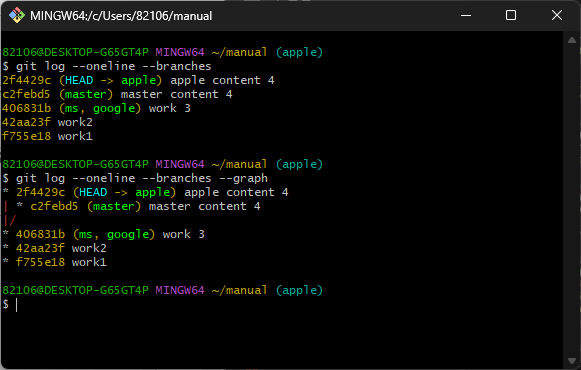 MINGW64:/c/Users/82106/manual
82106@DESKTOP-G65GT4P MINGW64 ~/manual (apple)
$ git log --oneline --branches
2f4429c (HEAD -> apple) apple content 4
c2febd5 (master) master content 4
406831b (ms, google) work 3
42aa23f work2
f755e18 work1
82106@DESKTOP-G65GT4P MINGW64 ~/manual (apple)
$ git log --oneline --branches --graph
* 2f4429c (HEAD -> apple) apple content 4
| * c2febd5 (master) master content 4
|/
* 406831b (ms, google) work 3
* 42aa23f work2
* f755e18 work1
82106@DESKTOP-G65GT4P MINGW64 ~/manual (apple)
$